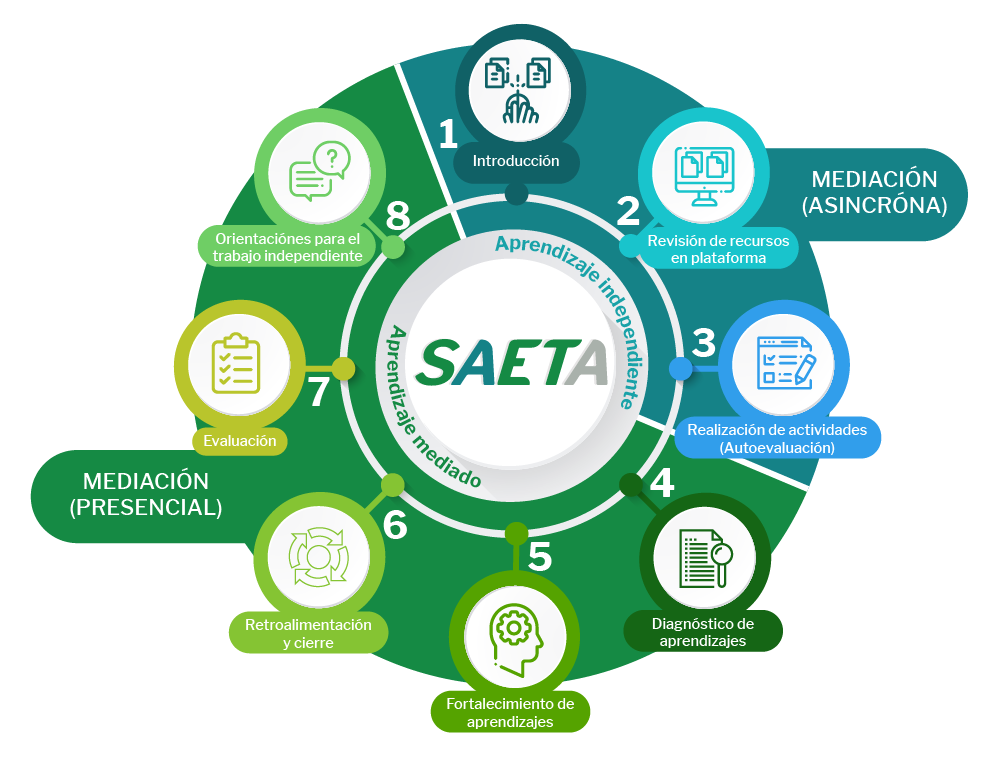 1
Introducción
2
Revisión de recursos
en plataforma
MEDIACIÓN
(ASINCRÓNA)
3
Realización de actividades
(Autoevaluación)
4
Diagnóstico de
aprendizajes
5
Fortalecimiento de
aprendizajes
6
Retroalimentación
y cierre
MEDIACIÓN
(PRESENCIAL)
7
Evaluación
8
Orientaciónes para el
trabajo independiente
Aprendizaje independiente
SAETA
Aprendizaje mediado